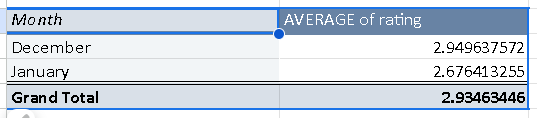 Month AVERAGE of rating
December 2.949637572
January 2.676413255
Grand Total 2.93463446